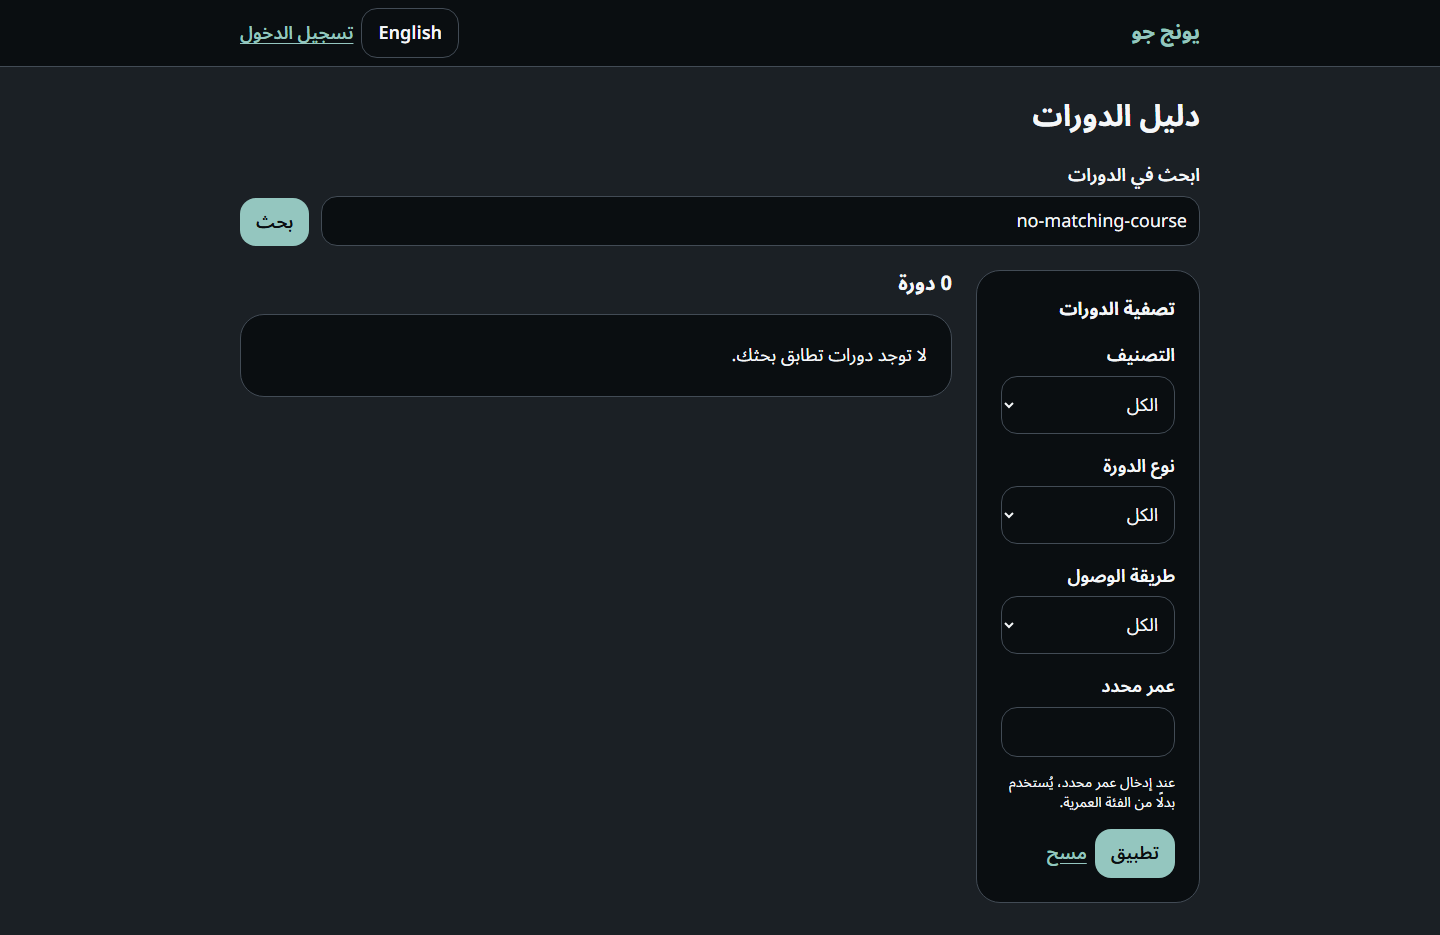 يونج جو
English
تسجيل الدخول
دليل الدورات
ابحث في الدورات
no-matching-course
بحث
تصفية الدورات
التصنيف
الكل
نوع الدورة
الكل
طريقة الوصول
الكل
عمر محدد
عند إدخال عمر محدد، يُستخدم
بدلًا من الفئة العمرية.
تطبيق
مسح
0 دورة
لا توجد دورات تطابق بحثك.